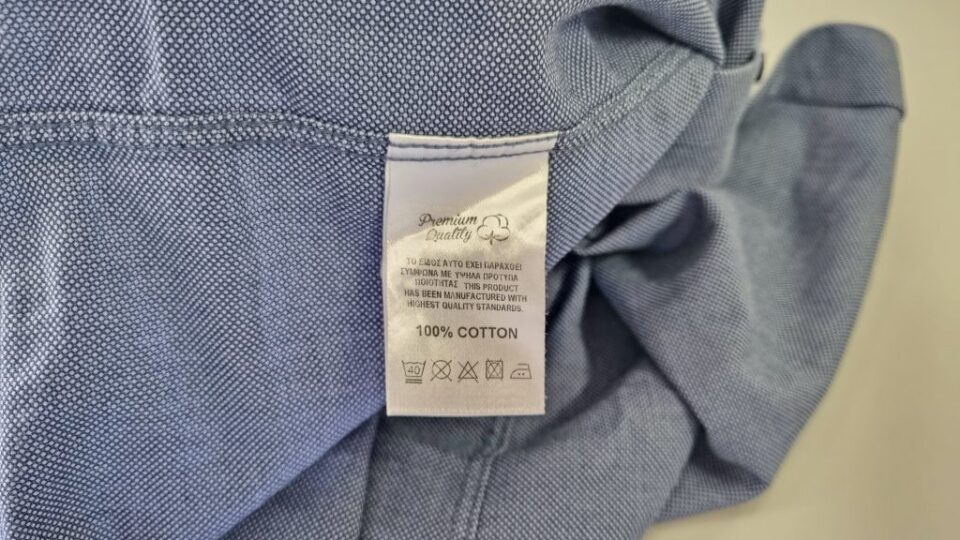 Premium
Quality
ΤΟ ΕΙΔΟΣ ΑΥΤΟ ΕΧΕΙ ΠΑΡΑΧΘΕΙ
ΣΥΜΦΩΝΑ ΜΕ ΥΨΗΛΑ ΠΡΟΤΥΠΑ
ΠΟΙΟΤΗΤΑΣ THIS PRODUCT
HAS BEEN MANUFACTURED WITH
HIGHEST QUALITY STANDARDS.
100% COTTON
40